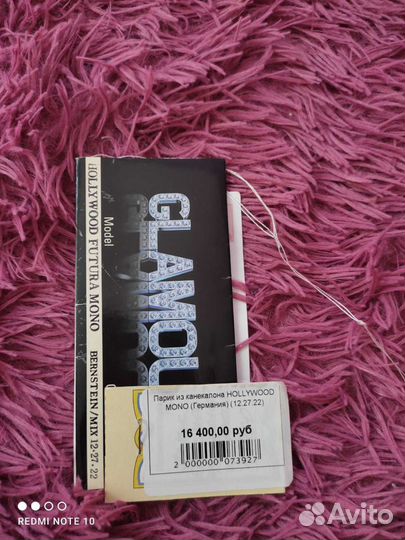 HOLLYWOOD FUTURA MONO BERNSTEIN/MIX 12·27·22
Model
Парик из канекалона HOLLYWOOD
MONO (Германия) (12.27.22)
16 400,00 руб
2 000000 073927
REDMI NOTE 10
Avito